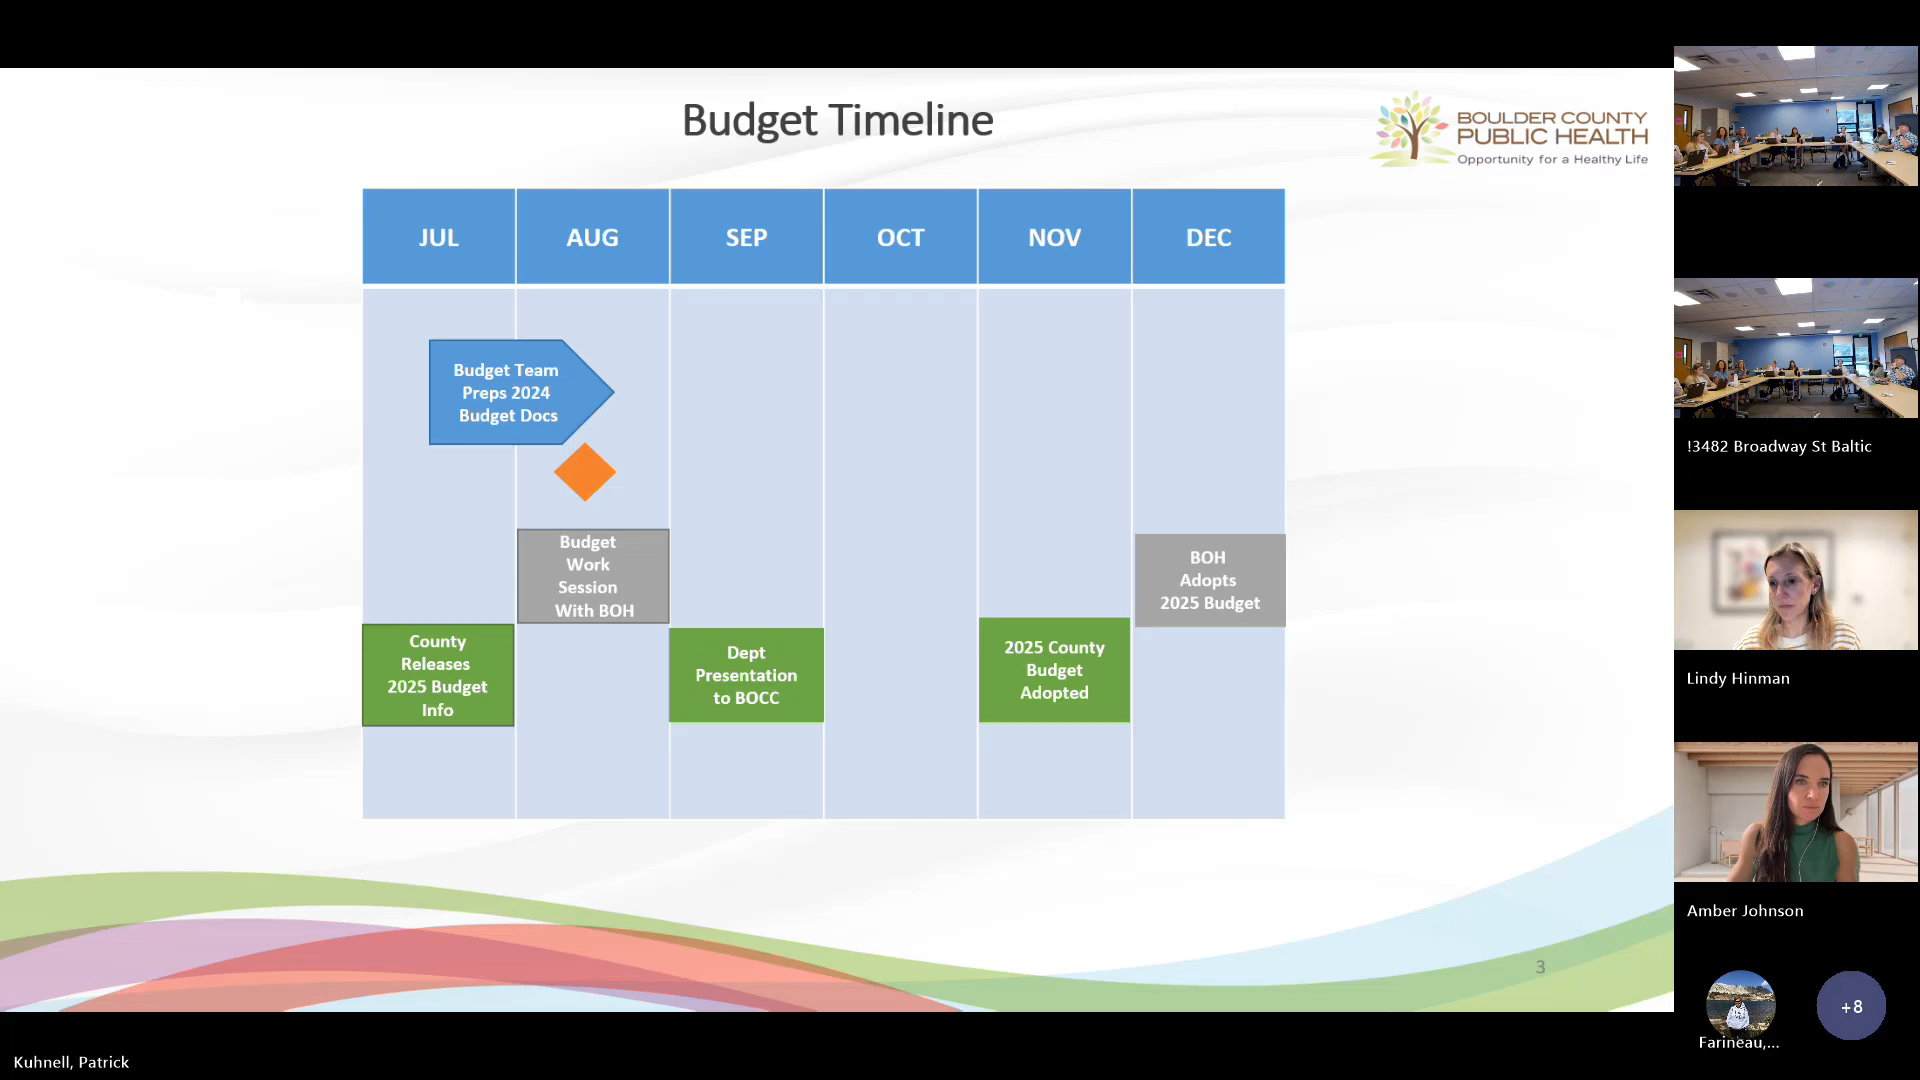 Budget Timeline
BOULDER COUNTY
PUBLIC HEALTH
Opportunity for a Healthy Life
JUL
AUG
SEP
OCT
NOV
DEC
Budget Team
Preps 2024
Budget Docs
Budget
Work
Session
With BOH
BOH
Adopts
2025 Budget
County
Releases
2025 Budget
Info
Dept
Presentation
to BOCC
2025 County
Budget
Adopted
3
!3482 Broadway St Baltic
Lindy Hinman
Amber Johnson
Farineau,...
+8
Kuhnell, Patrick